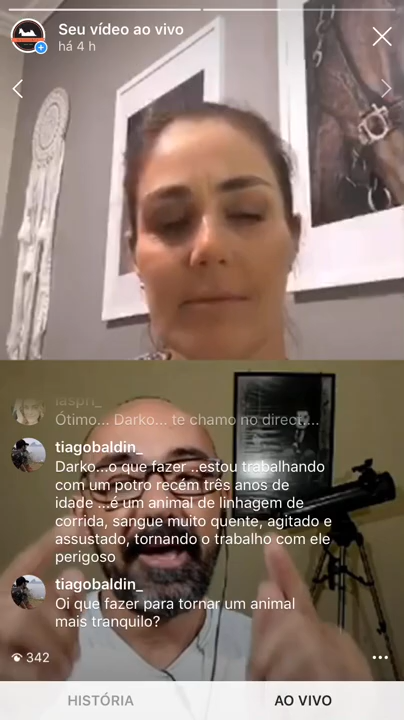 Seu vídeo ao vivo
há 4 h
iaspri_
Ótimo... Darko... te chamo no direct....
tiagobaldin_
Darko...o que fazer ..estou trabalhando
com um potro recém três anos de
idade ...é um animal de linhagem de
corrida, sangue muito quente, agitado e
assustado, tornando o trabalho com ele
perigoso
tiagobaldin_
Oi que fazer para tornar um animal
mais tranquilo?
342
HISTÓRIA
AO VIVO